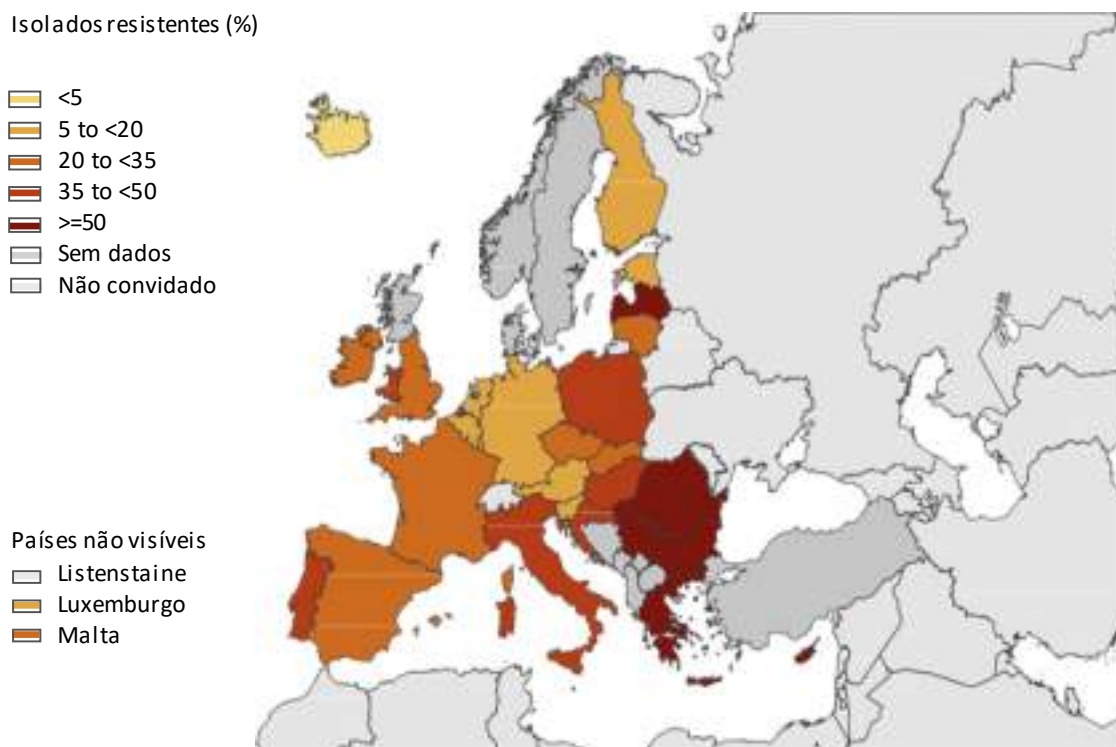 Isolados resistentes (%)
<5
5 to <20
20 to <35
35 to <50
>=50
Sem dados
Não convidado
Países não visíveis
Listenstaine
Luxemburgo
Malta